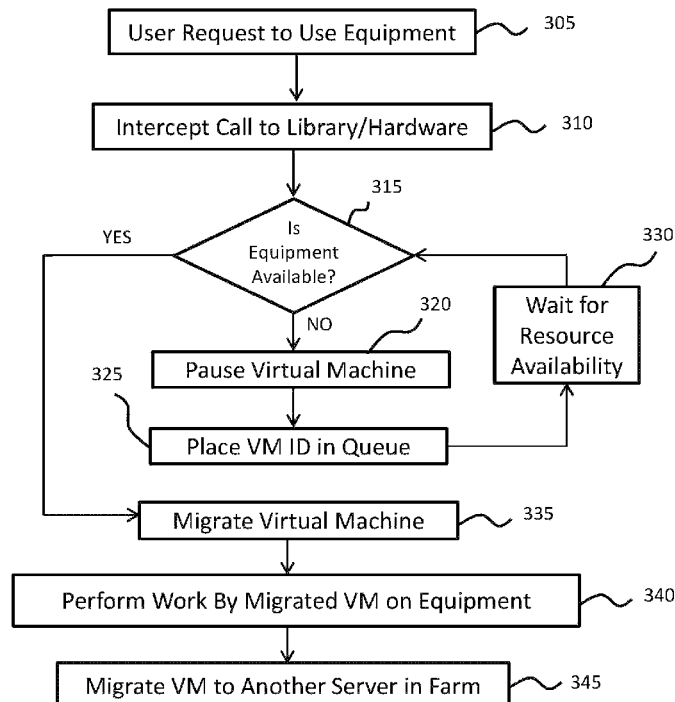 User Request to Use Equipment
305
Intercept Call to Library/Hardware
310
315
Is
Equipment
Available?
YES
NO
330
Wait for
Resource
Availability
320
Pause Virtual Machine
325
Place VM ID in Queue
Migrate Virtual Machine
335
Perform Work By Migrated VM on Equipment
340
Migrate VM to Another Server in Farm
345